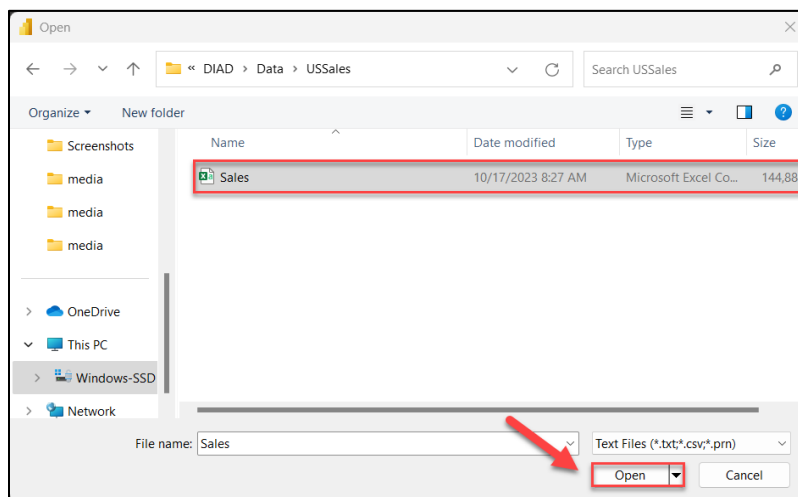 Open
« DIAD > Data > USSales
Search USSales
Organize New folder
Name Date modified Type Size
Screenshots
Sales 10/17/2023 8:27 AM Microsoft Excel Co... 144,88
media
media
media
OneDrive
This PC
Windows-SSD
Network
File name: Sales Text Files (*.txt;*.csv;*.prn)
Open Cancel